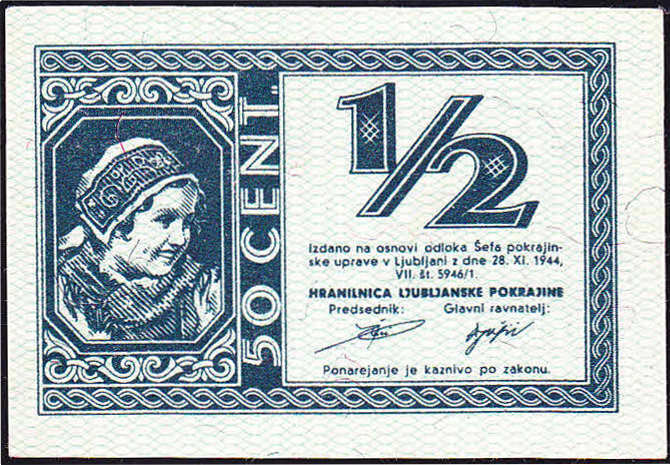 50 CENT.
1/2
Izdano na osnovi odloka Šefa pokrajin-
ske uprave v Ljubljani z dne 28. XI. 1944,
VII. št. 5946/1.
HRANILNICA LJUBLJANSKE POKRAJINE
Predsednik: Glavni ravnatelj:
Ponarejanje je kaznivo po zakonu.